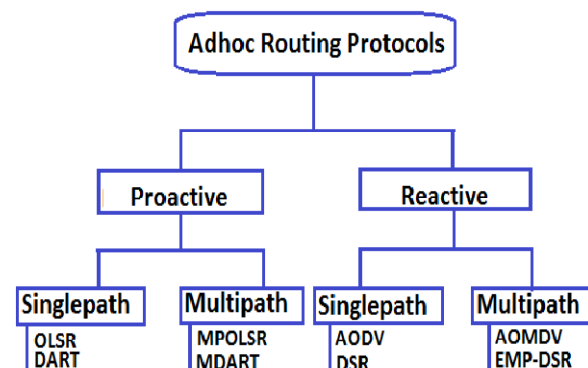 Adhoc Routing Protocols
Proactive
Reactive
Singlepath
OLSR
DART
Multipath
MPOLSR
MDART
Singlepath
AODV
DSR
Multipath
AOMDV
EMP-DSR